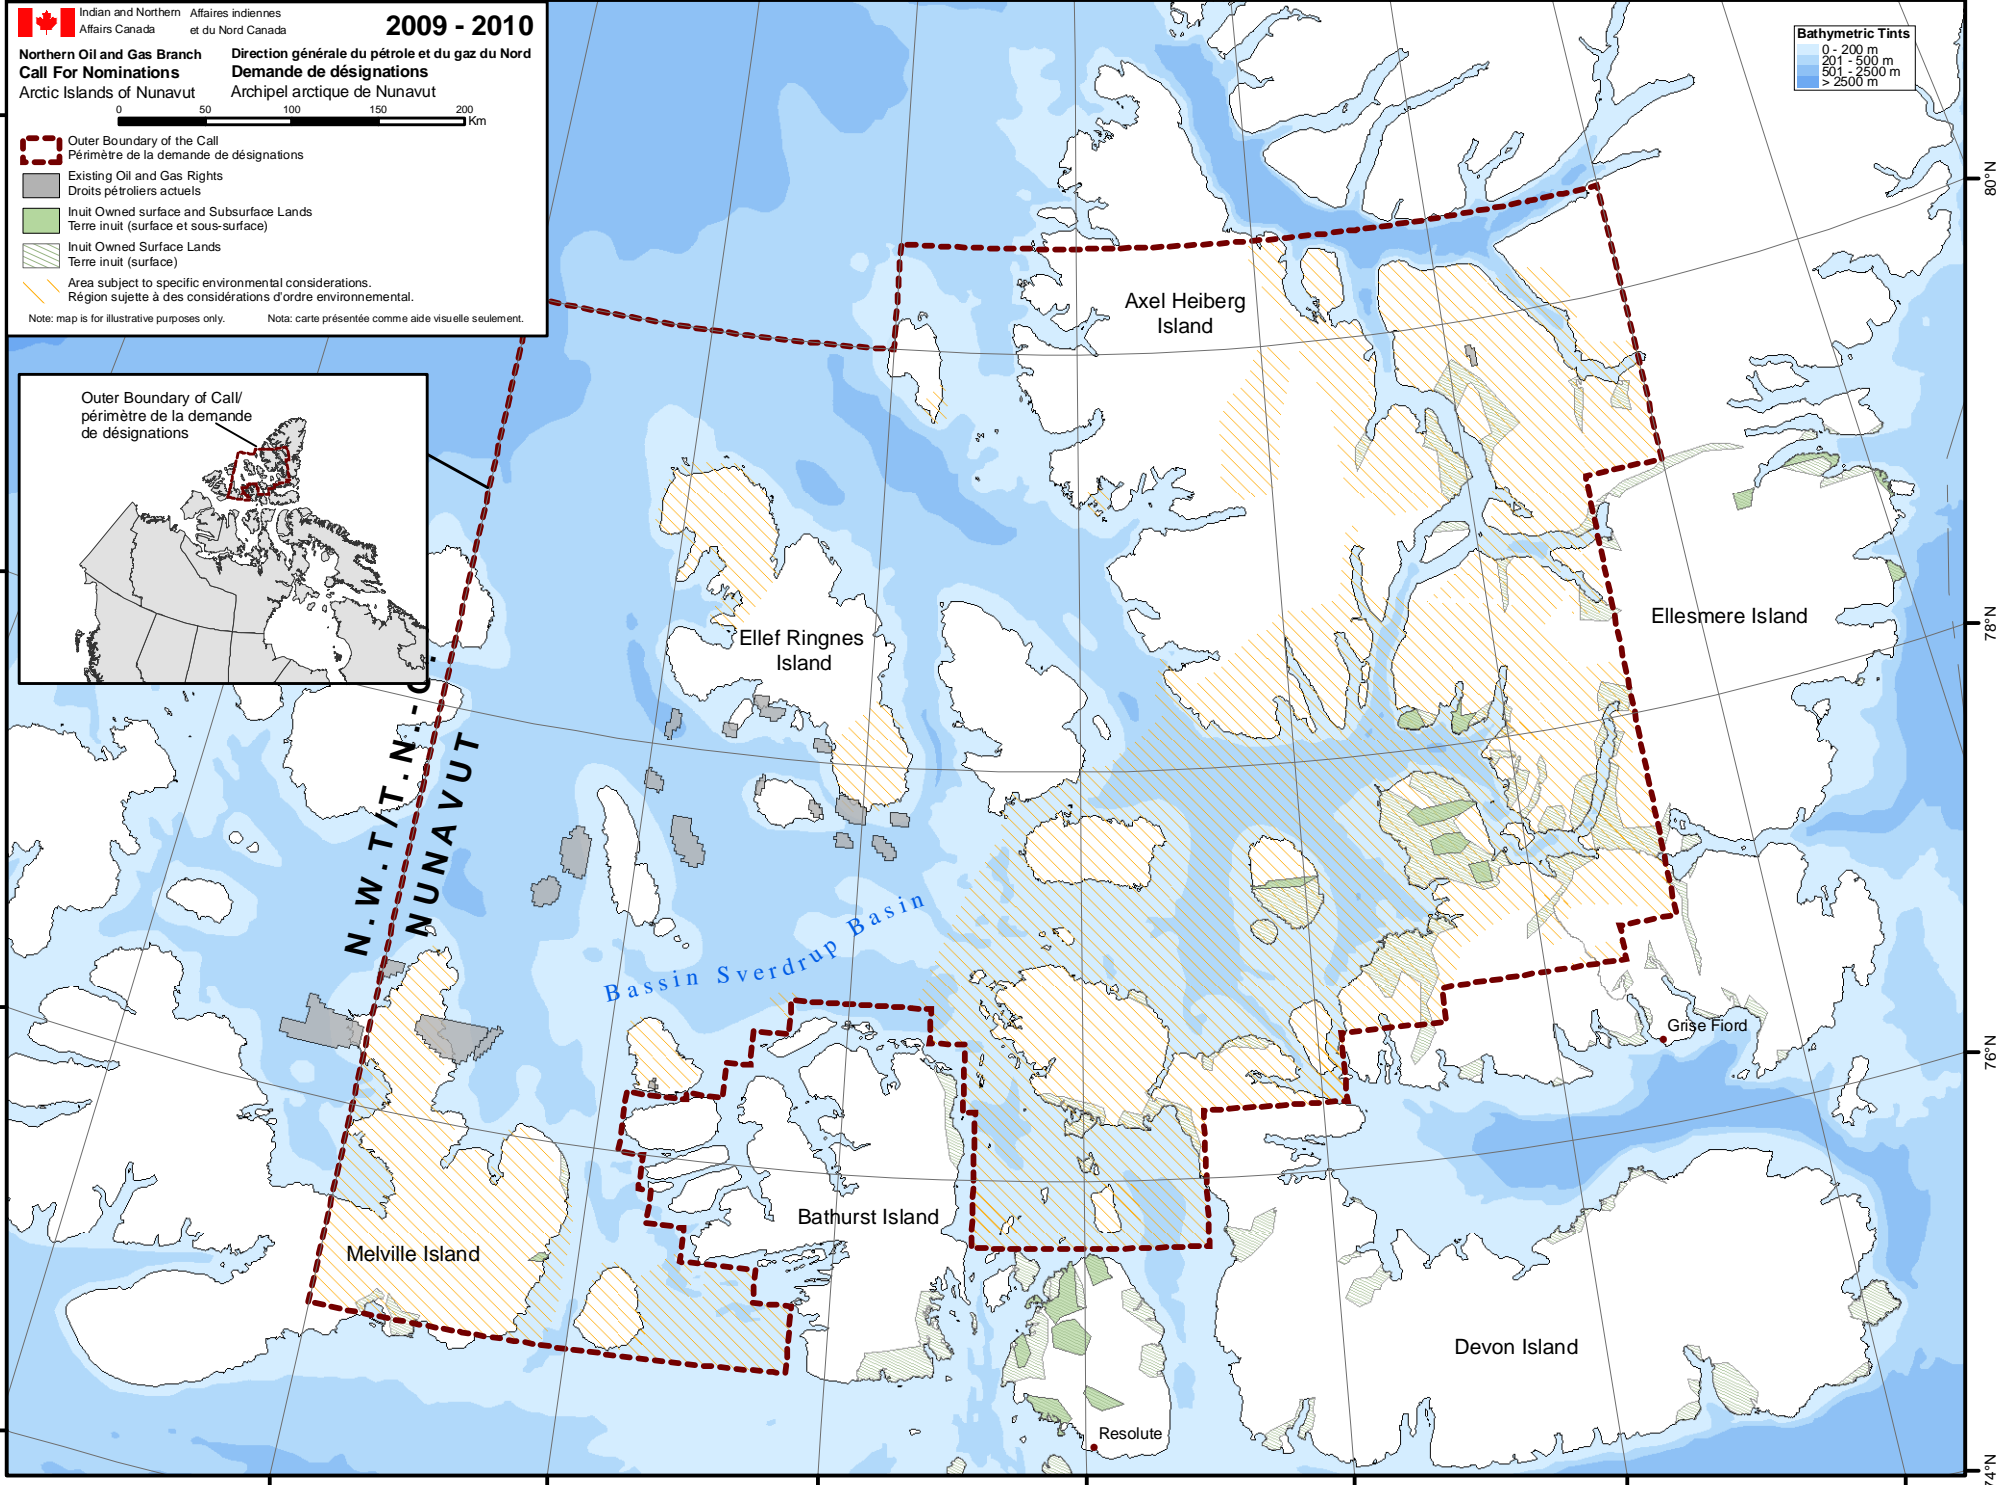 Indian and Northern
Affairs Canada
Affaires indiennes
et du Nord Canada
2009 - 2010
Northern Oil and Gas Branch
Call For Nominations
Arctic Islands of Nunavut
Direction générale du pétrole et du gaz du Nord
Demande de désignations
Archipel arctique de Nunavut
0 50 100 150 200
Km
Outer Boundary of the Call
Périmètre de la demande de désignations
Existing Oil and Gas Rights
Droits pétroliers actuels
Inuit Owned surface and Subsurface Lands
Terre inuit (surface et sous-surface)
Inuit Owned Surface Lands
Terre inuit (surface)
Area subject to specific environmental considerations.
Région sujette à des considérations d'ordre environnemental.
Note: map is for illustrative purposes only. Nota: carte présentée comme aide visuelle seulement.
Bathymetric Tints
0 - 200 m
201 - 500 m
501 - 2500 m
> 2500 m
Outer Boundary of Call/
périmètre de la demande
de désignations
80°N
78°N
76°N
74°N
Axel Heiberg
Island
Ellesmere Island
Ellef Ringnes
Island
N.W.T/T.N.-O.
NUNAVUT
Bassin Sverdrup Basin
Grise Fiord
Bathurst Island
Melville Island
Devon Island
Resolute